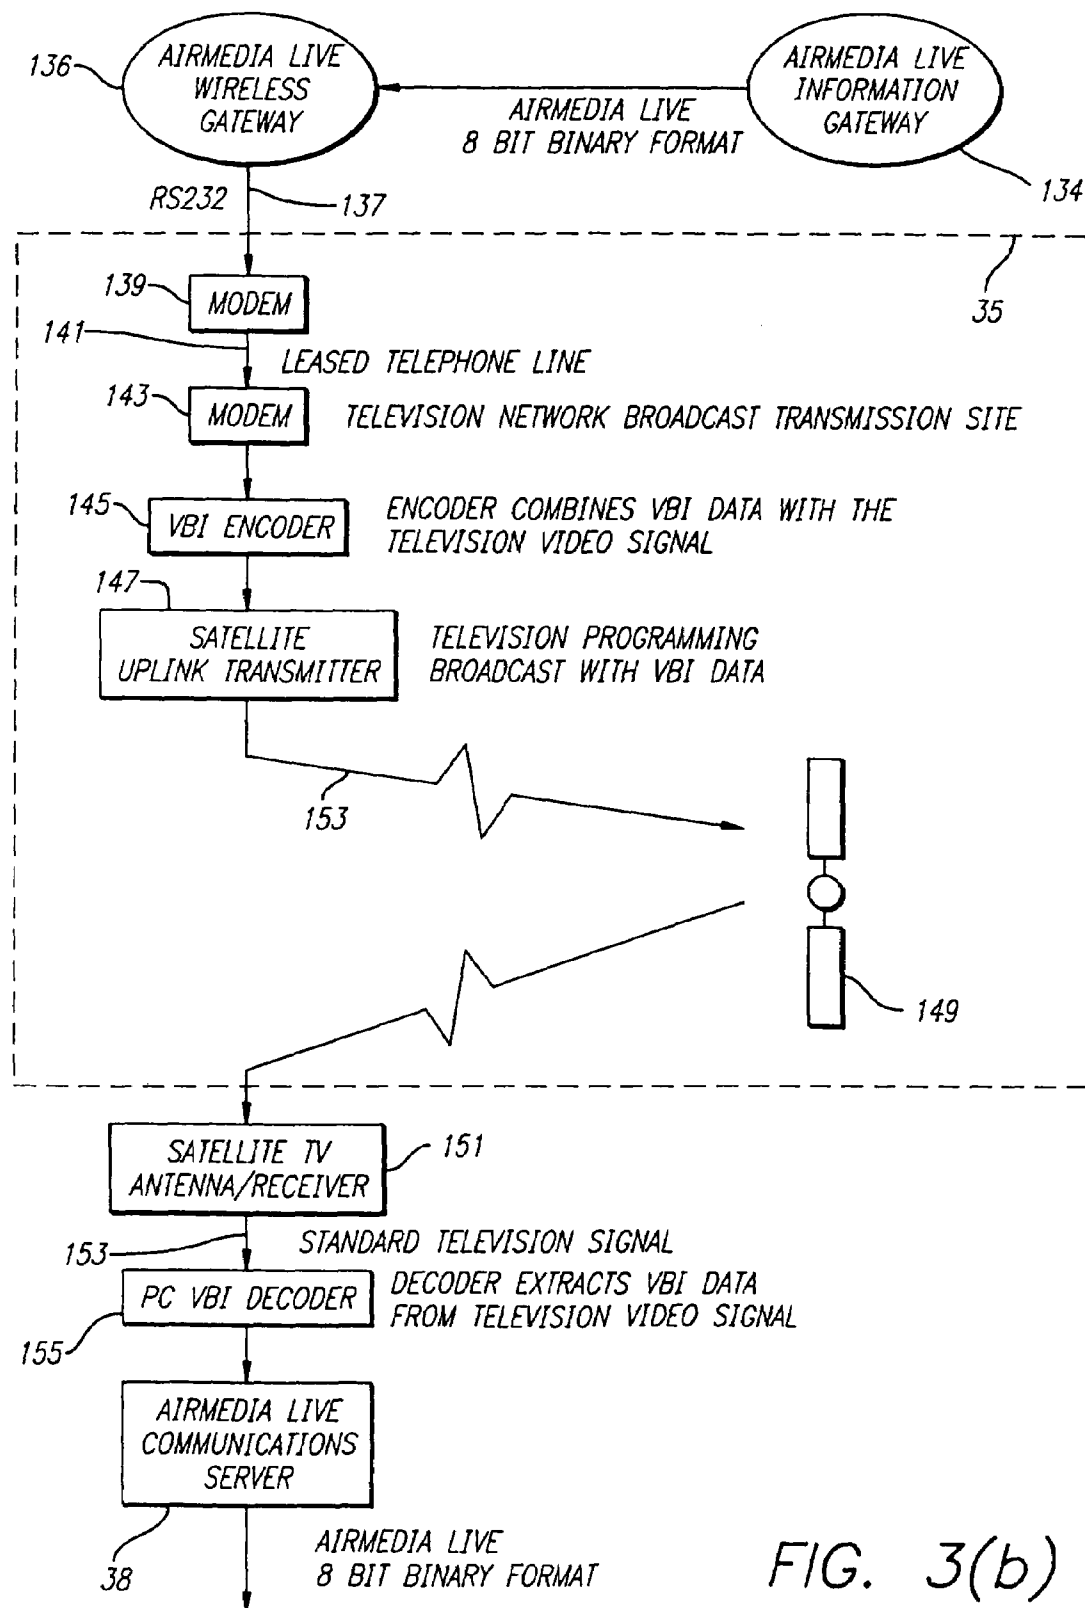 136
AIRMEDIA LIVE
WIRELESS
GATEWAY
AIRMEDIA LIVE
INFORMATION
GATEWAY
AIRMEDIA LIVE
8 BIT BINARY FORMAT
134
RS232
137
35
139
MODEM
141
LEASED TELEPHONE LINE
143
MODEM
TELEVISION NETWORK BROADCAST TRANSMISSION SITE
145
VBI ENCODER
ENCODER COMBINES VBI DATA WITH THE
TELEVISION VIDEO SIGNAL
147
SATELLITE
UPLINK TRANSMITTER
TELEVISION PROGRAMMING
BROADCAST WITH VBI DATA
153
149
SATELLITE TV
ANTENNA/RECEIVER
151
153
STANDARD TELEVISION SIGNAL
PC VBI DECODER
DECODER EXTRACTS VBI DATA
FROM TELEVISION VIDEO SIGNAL
155
AIRMEDIA LIVE
COMMUNICATIONS
SERVER
38
AIRMEDIA LIVE
8 BIT BINARY FORMAT
FIG. 3(b)